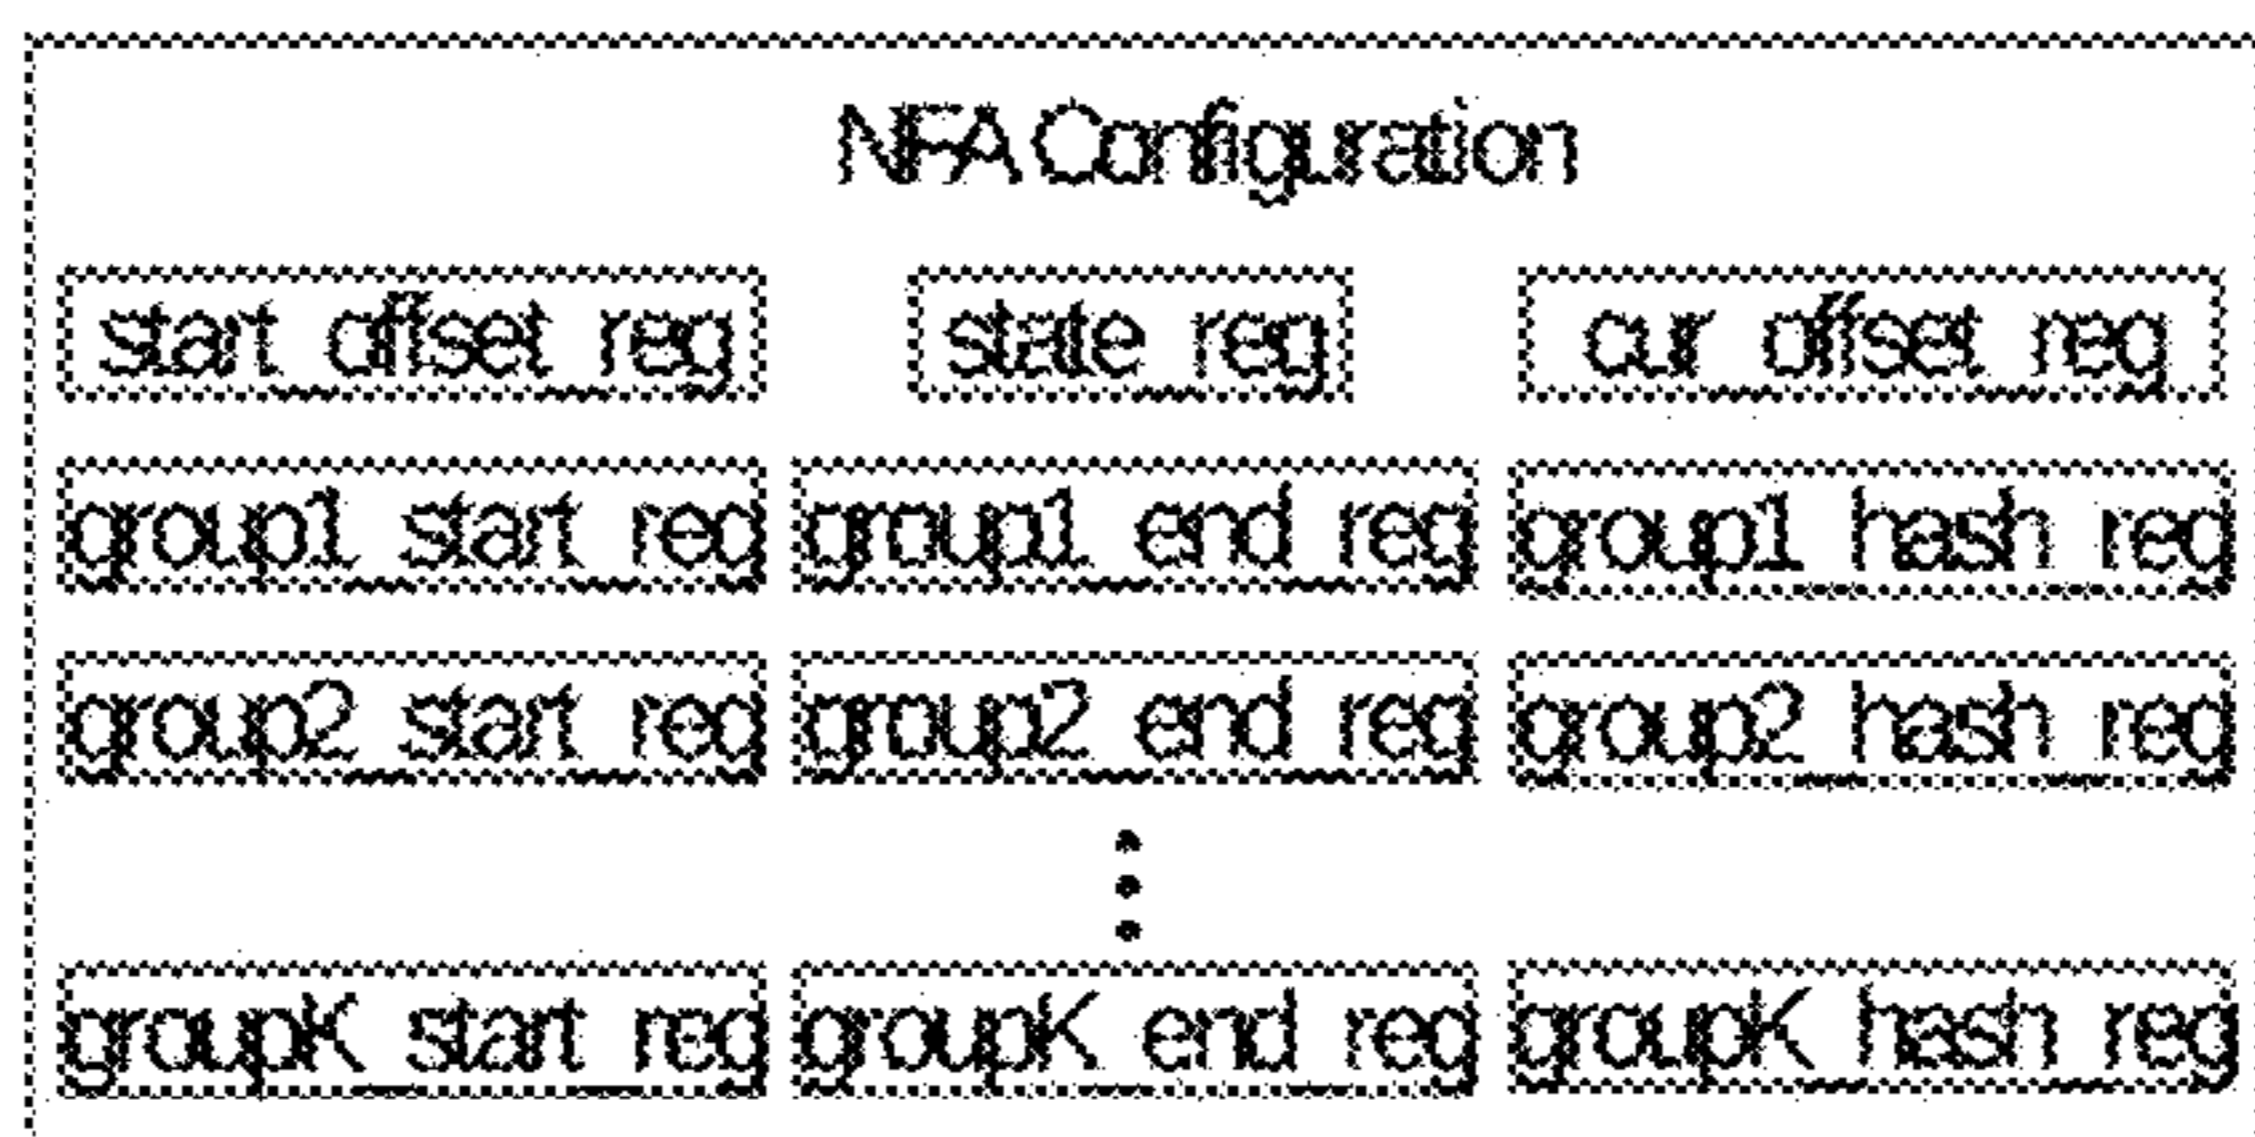 NFA Configuration
start_offset_reg state_reg cur_offset_reg
group1_start_reg group1_end_reg group1_hash_reg
group2_start_reg group2_end_reg group2_hash_reg
groupK_start_reg groupK_end_reg groupK_hash_reg